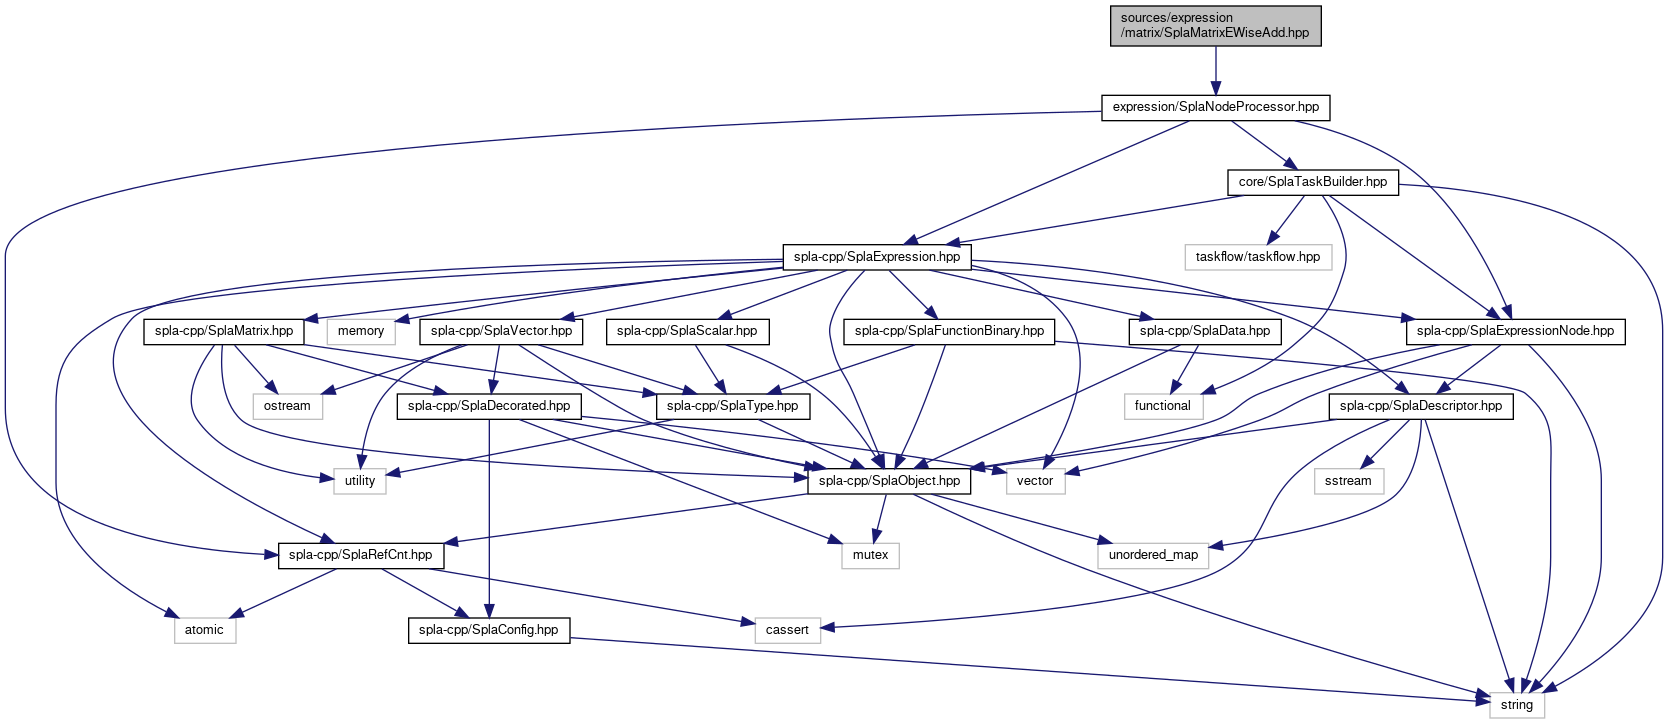 sources/expression
/matrix/SplaMatrixEWiseAdd.hpp
expression/SplaNodeProcessor.hpp
core/SplaTaskBuilder.hpp
spla-cpp/SplaExpression.hpp
taskflow/taskflow.hpp
spla-cpp/SplaMatrix.hpp
memory
spla-cpp/SplaVector.hpp
spla-cpp/SplaScalar.hpp
spla-cpp/SplaFunctionBinary.hpp
spla-cpp/SplaData.hpp
spla-cpp/SplaExpressionNode.hpp
ostream
spla-cpp/SplaDecorated.hpp
spla-cpp/SplaType.hpp
functional
spla-cpp/SplaDescriptor.hpp
utility
spla-cpp/SplaObject.hpp
vector
sstream
spla-cpp/SplaRefCnt.hpp
mutex
unordered_map
atomic
spla-cpp/SplaConfig.hpp
cassert
string